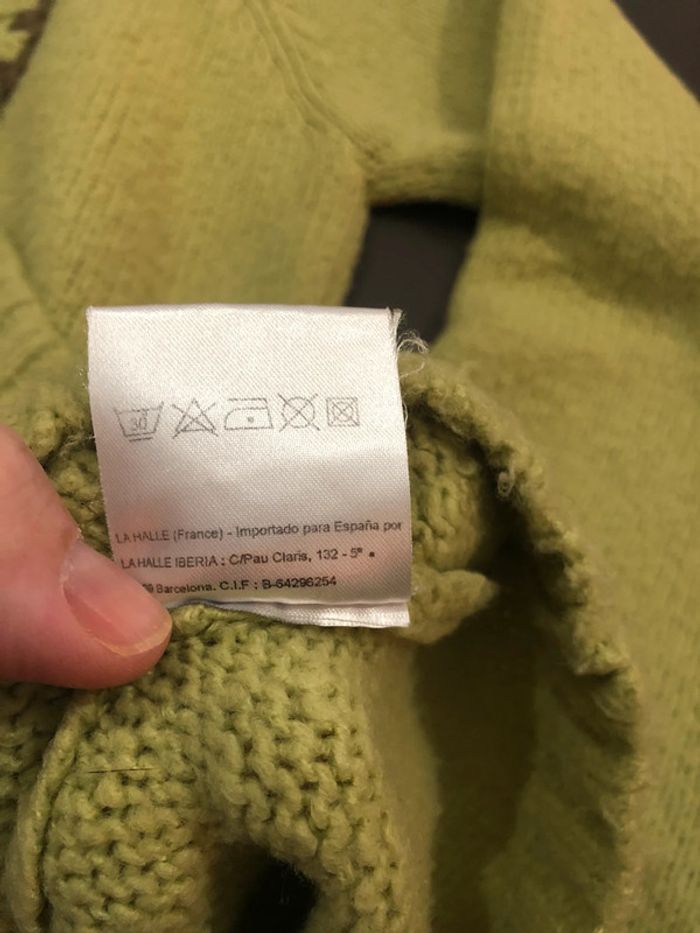 30
LA HALLE (France) - Importado para España por
LA HALLE IBERIA : C/Pau Claris, 132 - 5º
Barcelona. C.I.F : B-64296254